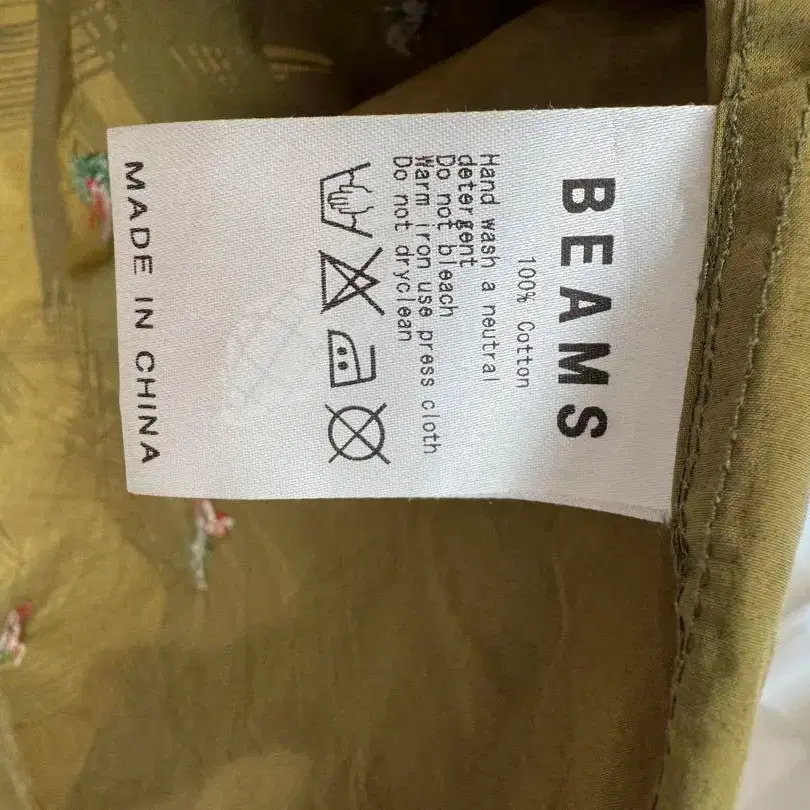 BEAMS
100% Cotton
Hand wash a neutral
detergent
Do not bleach
Warm iron use press cloth
Do not dryclean
MADE IN CHINA